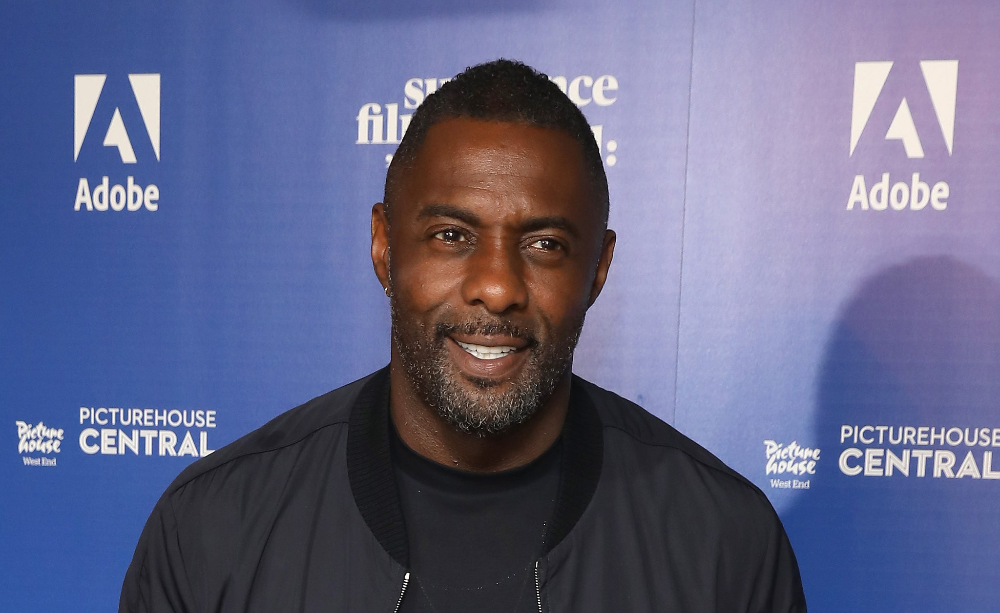 Adobe
Adobe
Picture
house
West End
PICTUREHOUSE
CENTRAL
Picture
house
West End
PICTUREHOUSE
CENTRAL